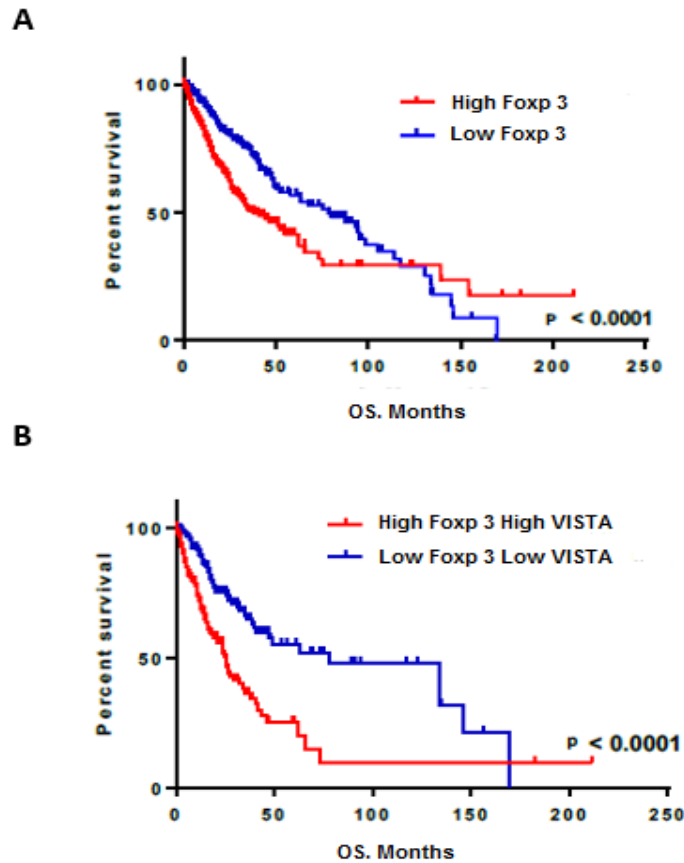 A
Percent survival
100
50
0
High Foxp 3
Low Foxp 3
P < 0.0001
0 50 100 150 200 250
OS. Months
B
Percent survival
100
50
0
High Foxp 3 High VISTA
Low Foxp 3 Low VISTA
P < 0.0001
0 50 100 150 200 250
OS. Months